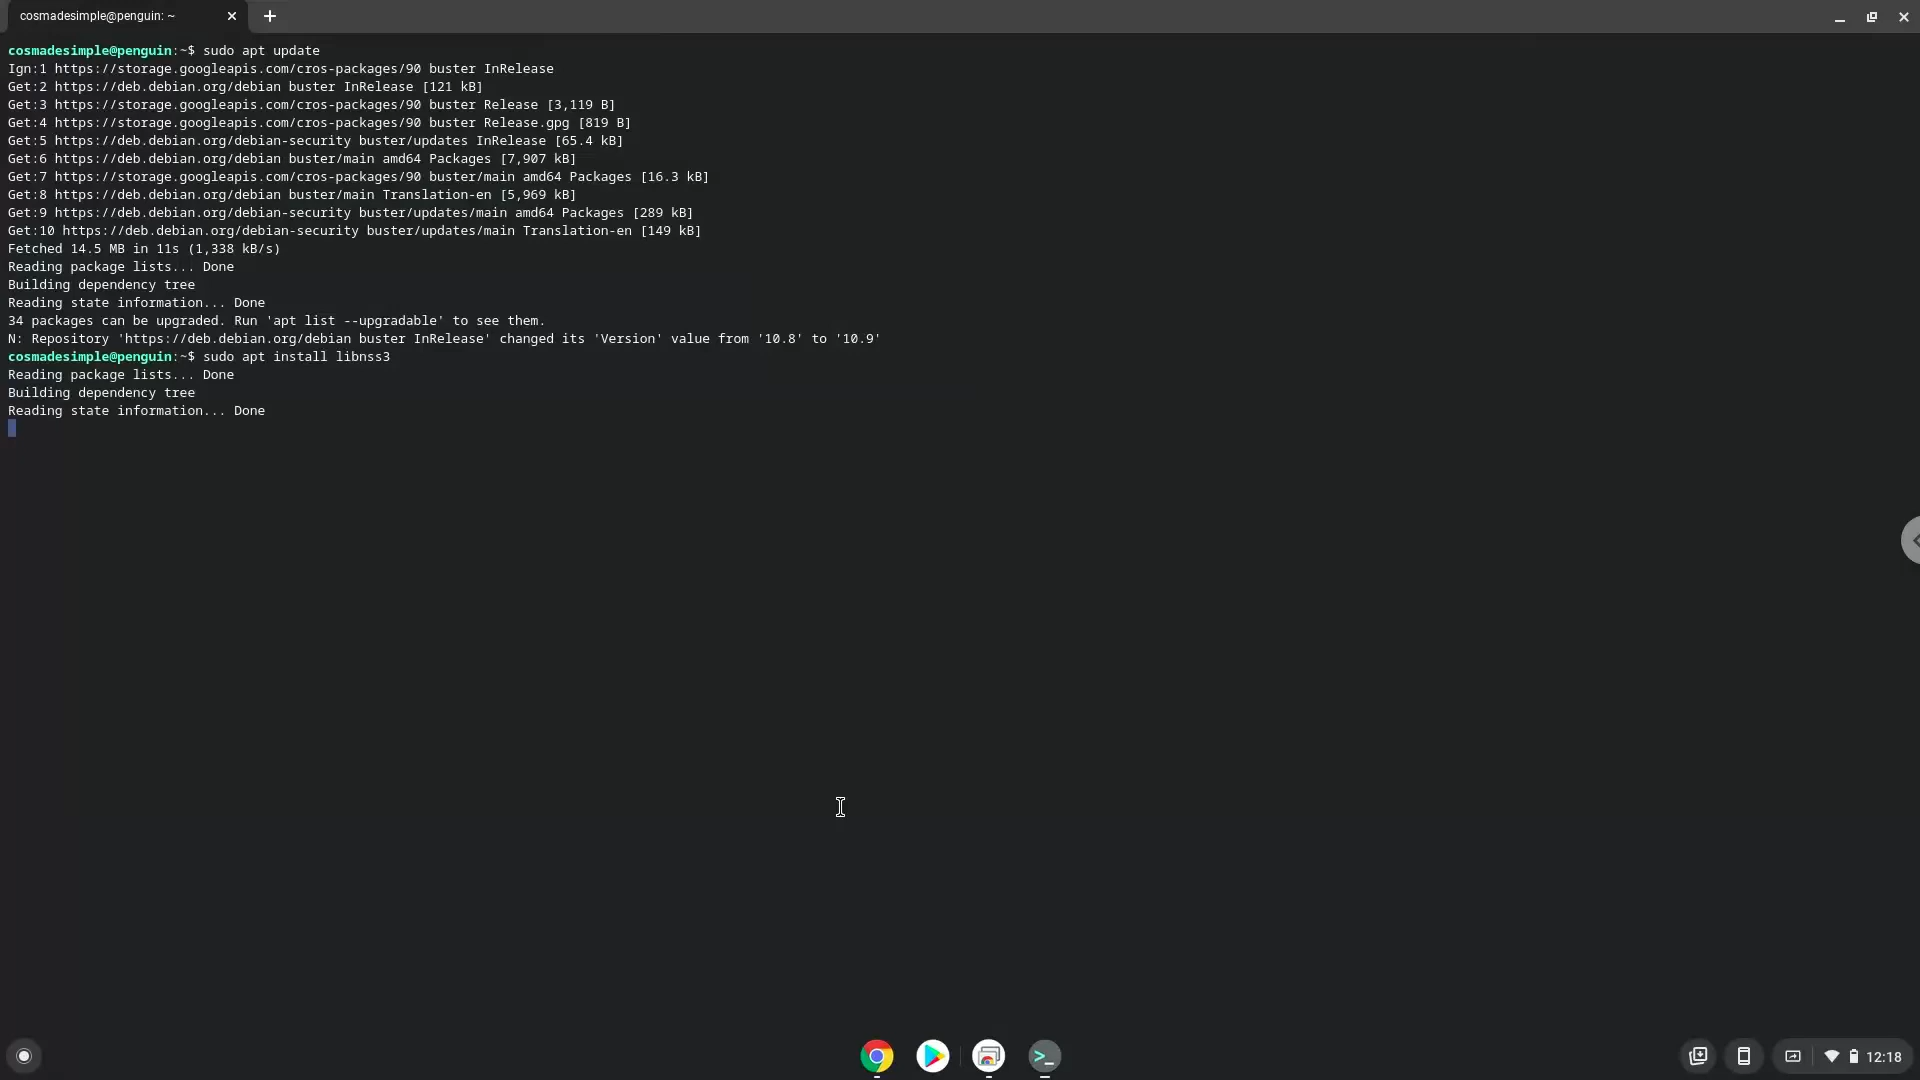 cosmadesimple@penguin: ~
cosmadesimple@penguin:~$ sudo apt update
Ign:1 https://storage.googleapis.com/cros-packages/90 buster InRelease
Get:2 https://deb.debian.org/debian buster InRelease [121 kB]
Get:3 https://storage.googleapis.com/cros-packages/90 buster Release [3,119 B]
Get:4 https://storage.googleapis.com/cros-packages/90 buster Release.gpg [819 B]
Get:5 https://deb.debian.org/debian-security buster/updates InRelease [65.4 kB]
Get:6 https://deb.debian.org/debian buster/main amd64 Packages [7,907 kB]
Get:7 https://storage.googleapis.com/cros-packages/90 buster/main amd64 Packages [16.3 kB]
Get:8 https://deb.debian.org/debian buster/main Translation-en [5,969 kB]
Get:9 https://deb.debian.org/debian-security buster/updates/main amd64 Packages [289 kB]
Get:10 https://deb.debian.org/debian-security buster/updates/main Translation-en [149 kB]
Fetched 14.5 MB in 11s (1,338 kB/s)
Reading package lists... Done
Building dependency tree
Reading state information... Done
34 packages can be upgraded. Run 'apt list --upgradable' to see them.
N: Repository 'https://deb.debian.org/debian buster InRelease' changed its 'Version' value from '10.8' to '10.9'
cosmadesimple@penguin:~$ sudo apt install libnss3
Reading package lists... Done
Building dependency tree
Reading state information... Done
12:18